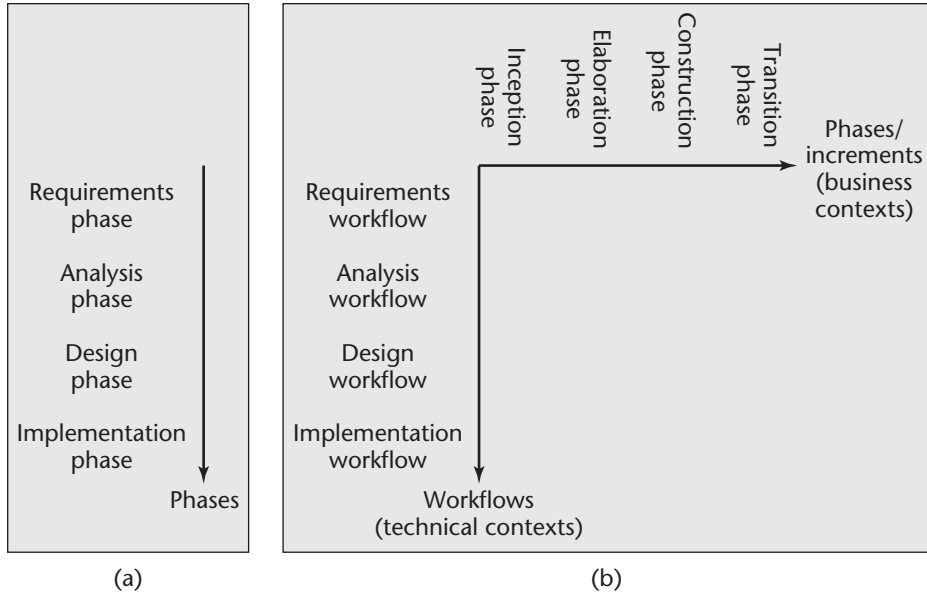 Requirements
phase
Analysis
phase
Design
phase
Implementation
phase
Phases
(a)
Inception
phase
Elaboration
phase
Construction
phase
Transition
phase
Phases/
increments
(business
contexts)
Requirements
workflow
Analysis
workflow
Design
workflow
Implementation
workflow
Workflows
(technical contexts)
(b)